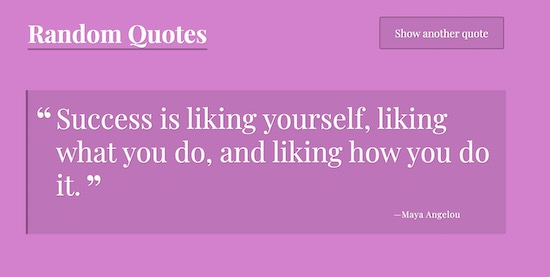 Random Quotes
Show another quote
“ Success is liking yourself, liking
what you do, and liking how you do
it. ”
—Maya Angelou